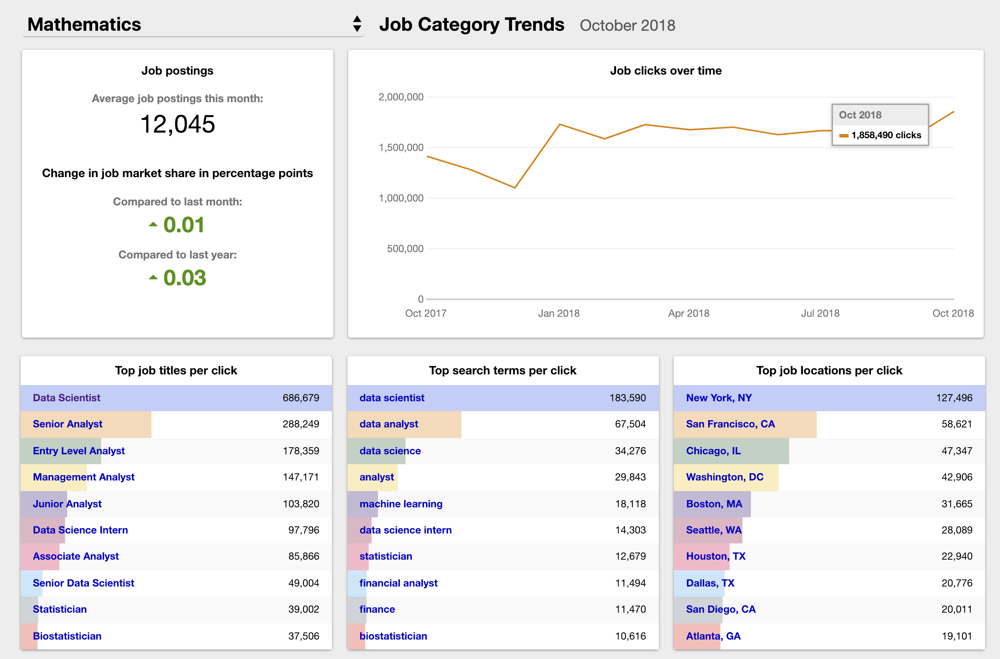 Mathematics
Job Category Trends October 2018
Job postings
Average job postings this month:
12,045
Change in job market share in percentage points
Compared to last month:
0.01
Compared to last year:
0.03
Job clicks over time
2,000,000
1,500,000
1,000,000
500,000
0
Oct 2017 Jan 2018 Apr 2018 Jul 2018 Oct 2018
Oct 2018
1,858,490 clicks
Top job titles per click
Data Scientist 686,679
Senior Analyst 288,249
Entry Level Analyst 178,359
Management Analyst 147,171
Junior Analyst 103,820
Data Science Intern 97,796
Associate Analyst 85,866
Senior Data Scientist 49,004
Statistician 39,002
Biostatistician 37,506
Top search terms per click
data scientist 183,590
data analyst 67,504
data science 34,276
analyst 29,843
machine learning 18,118
data science intern 14,303
statistician 12,679
financial analyst 11,494
finance 11,470
biostatistician 10,616
Top job locations per click
New York, NY 127,496
San Francisco, CA 58,621
Chicago, IL 47,347
Washington, DC 42,906
Boston, MA 31,665
Seattle, WA 28,089
Houston, TX 22,940
Dallas, TX 20,776
San Diego, CA 20,011
Atlanta, GA 19,101